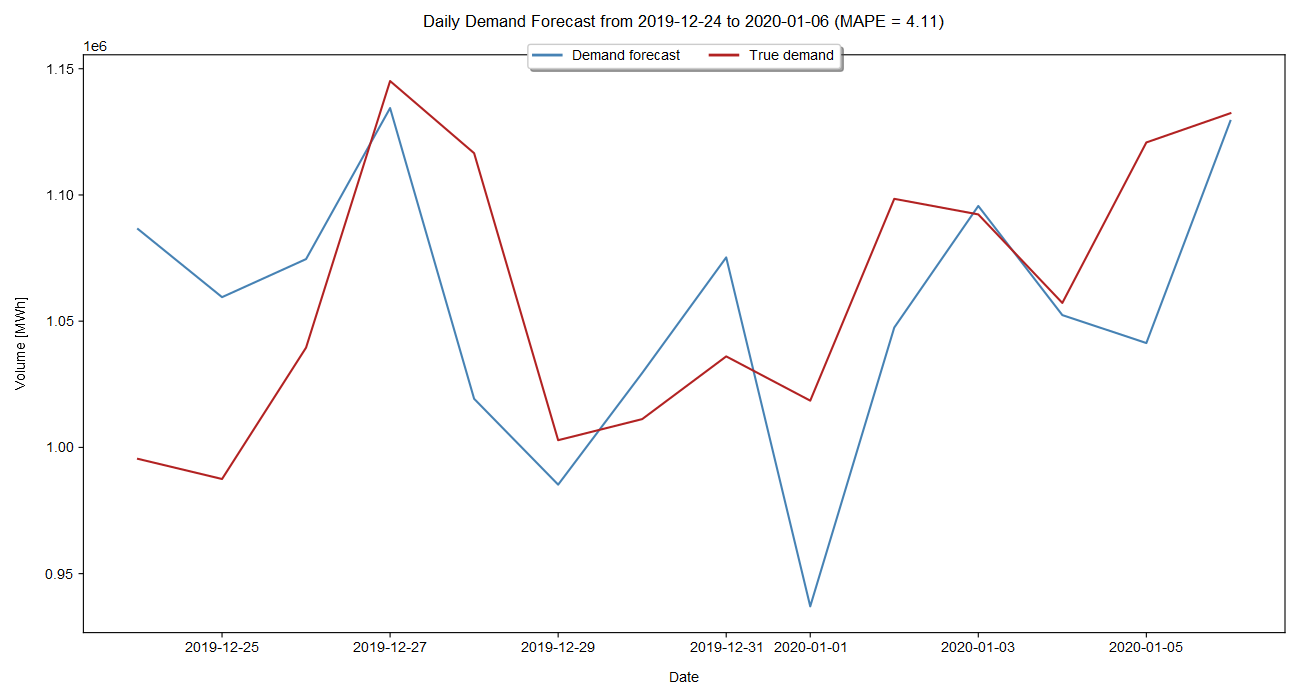 Daily Demand Forecast from 2019-12-24 to 2020-01-06 (MAPE = 4.11)
1e6
Demand forecast True demand
1.15
1.10
1.05
1.00
0.95
Volume [MWh]
2019-12-25 2019-12-27 2019-12-29 2019-12-31 2020-01-01 2020-01-03 2020-01-05
Date